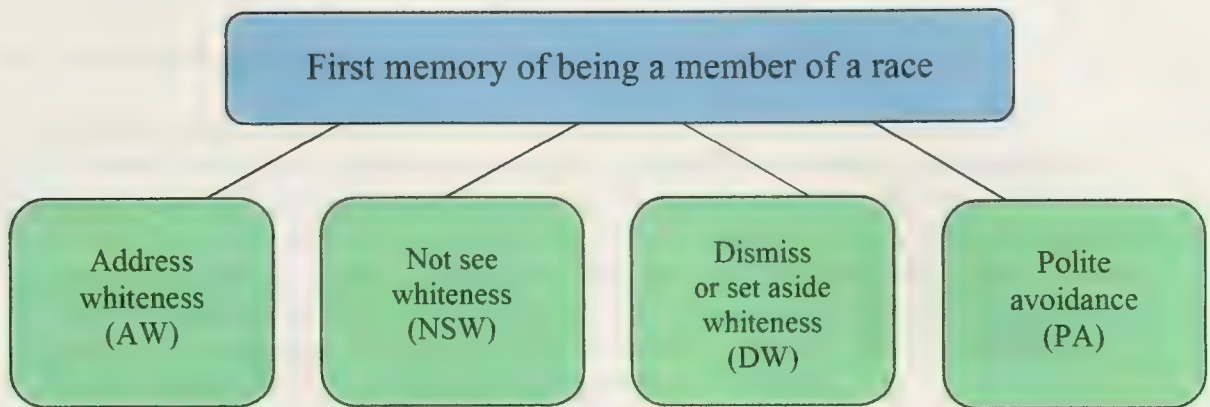 First memory of being a member of a race
Address
whiteness
(AW)
Not see
whiteness
(NSW)
Dismiss
or set aside
whiteness
(DW)
Polite
avoidance
(PA)